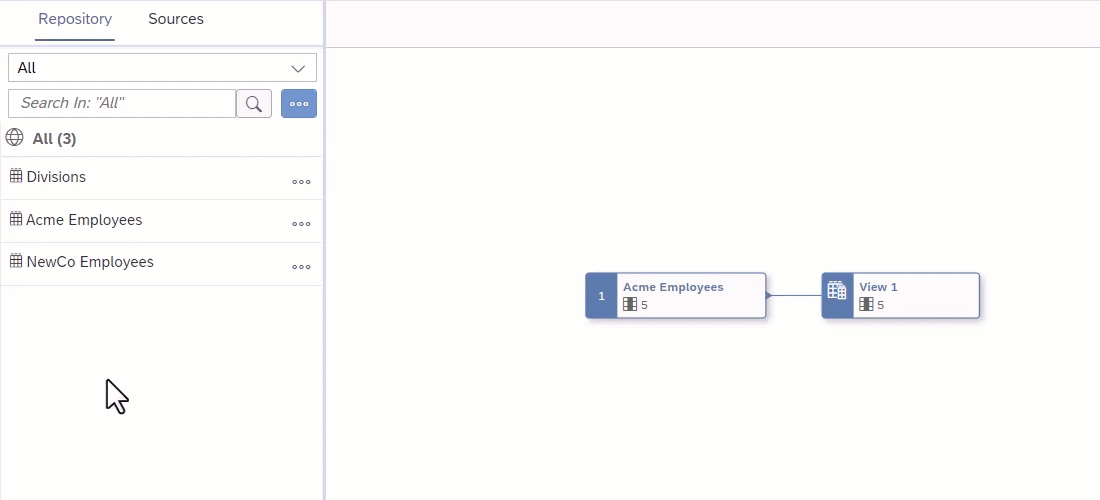 Repository Sources
All
Search In: "All"
All (3)
Divisions
Acme Employees
NewCo Employees
1 Acme Employees
5
View 1
5